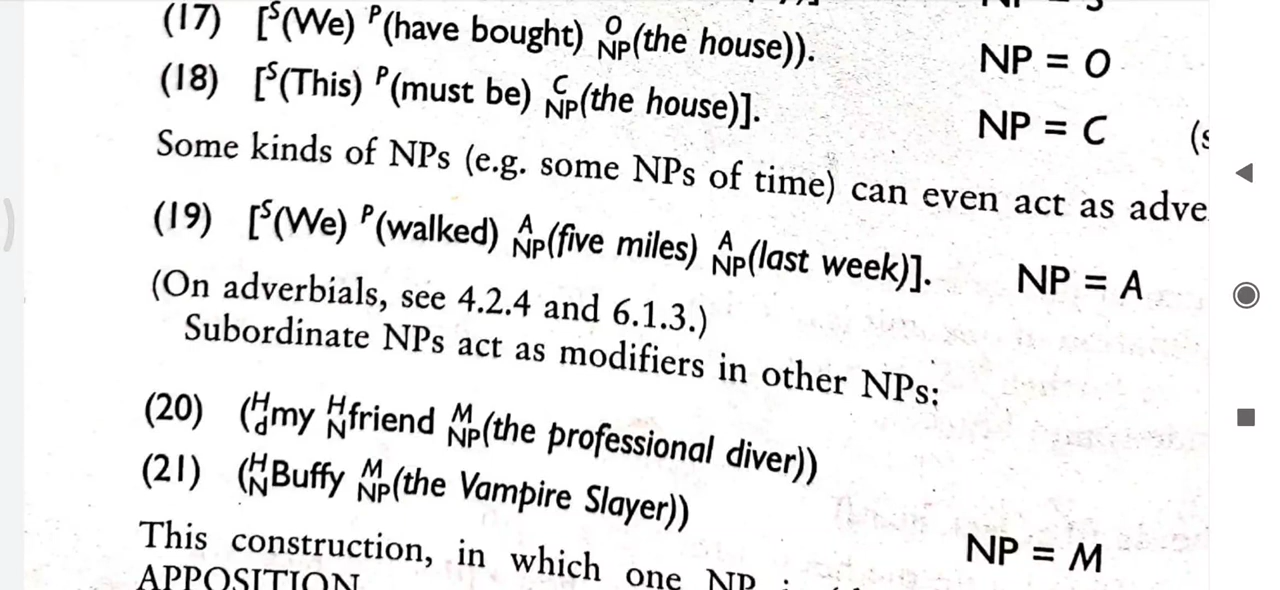 (17) [S(We) P(have bought) O NP(the house)). NP = O
(18) [S(This) P(must be) C NP(the house)]. NP = C
Some kinds of NPs (e.g. some NPs of time) can even act as adve
(19) [S(We) P(walked) A NP(five miles) A NP(last week)]. NP = A
(On adverbials, see 4.2.4 and 6.1.3.)
Subordinate NPs act as modifiers in other NPs:
(20) (H d my H N friend M NP(the professional diver))
(21) (H N Buffy M NP(the Vampire Slayer))
NP = M
This construction, in which one NP
APPOSITION